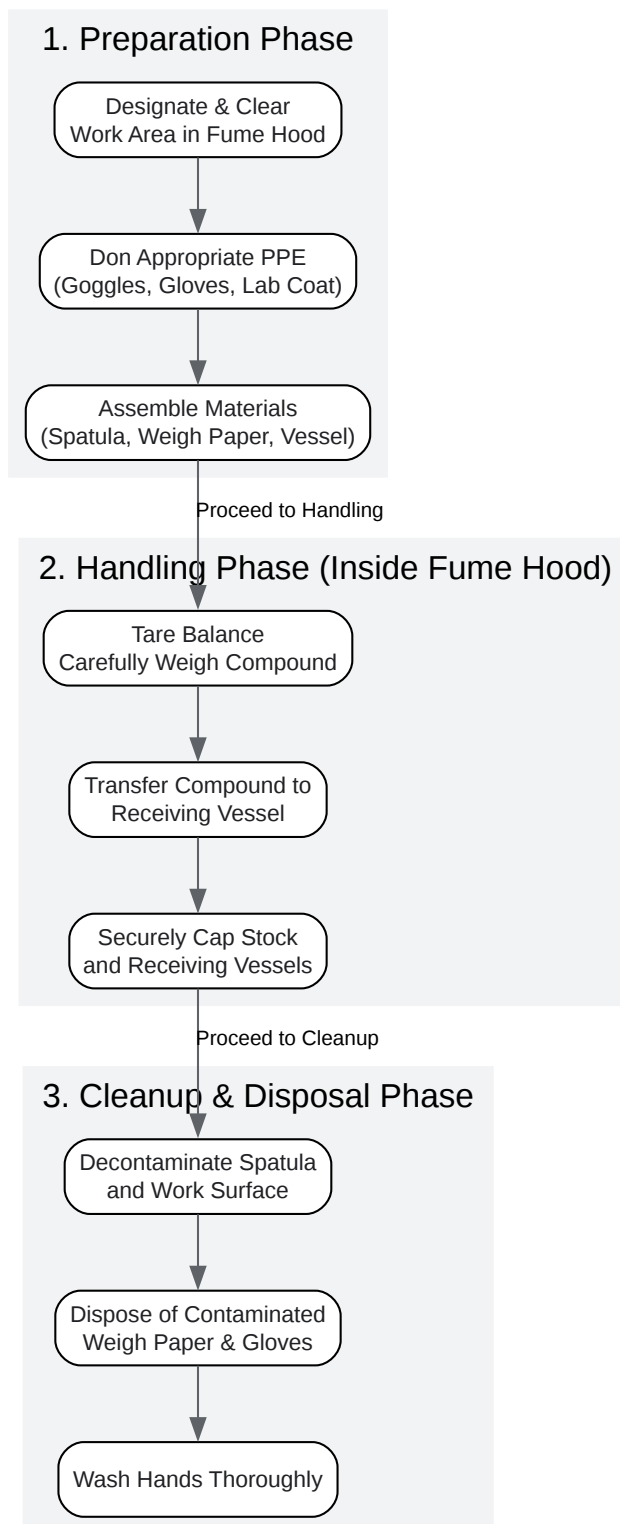 1. Preparation Phase
Designate & Clear
Work Area in Fume Hood
Don Appropriate PPE
(Goggles, Gloves, Lab Coat)
Assemble Materials
(Spatula, Weigh Paper, Vessel)
Proceed to Handling
2. Handling Phase (Inside Fume Hood)
Tare Balance
Carefully Weigh Compound
Transfer Compound to
Receiving Vessel
Securely Cap Stock
and Receiving Vessels
Proceed to Cleanup
3. Cleanup & Disposal Phase
Decontaminate Spatula
and Work Surface
Dispose of Contaminated
Weigh Paper & Gloves
Wash Hands Thoroughly